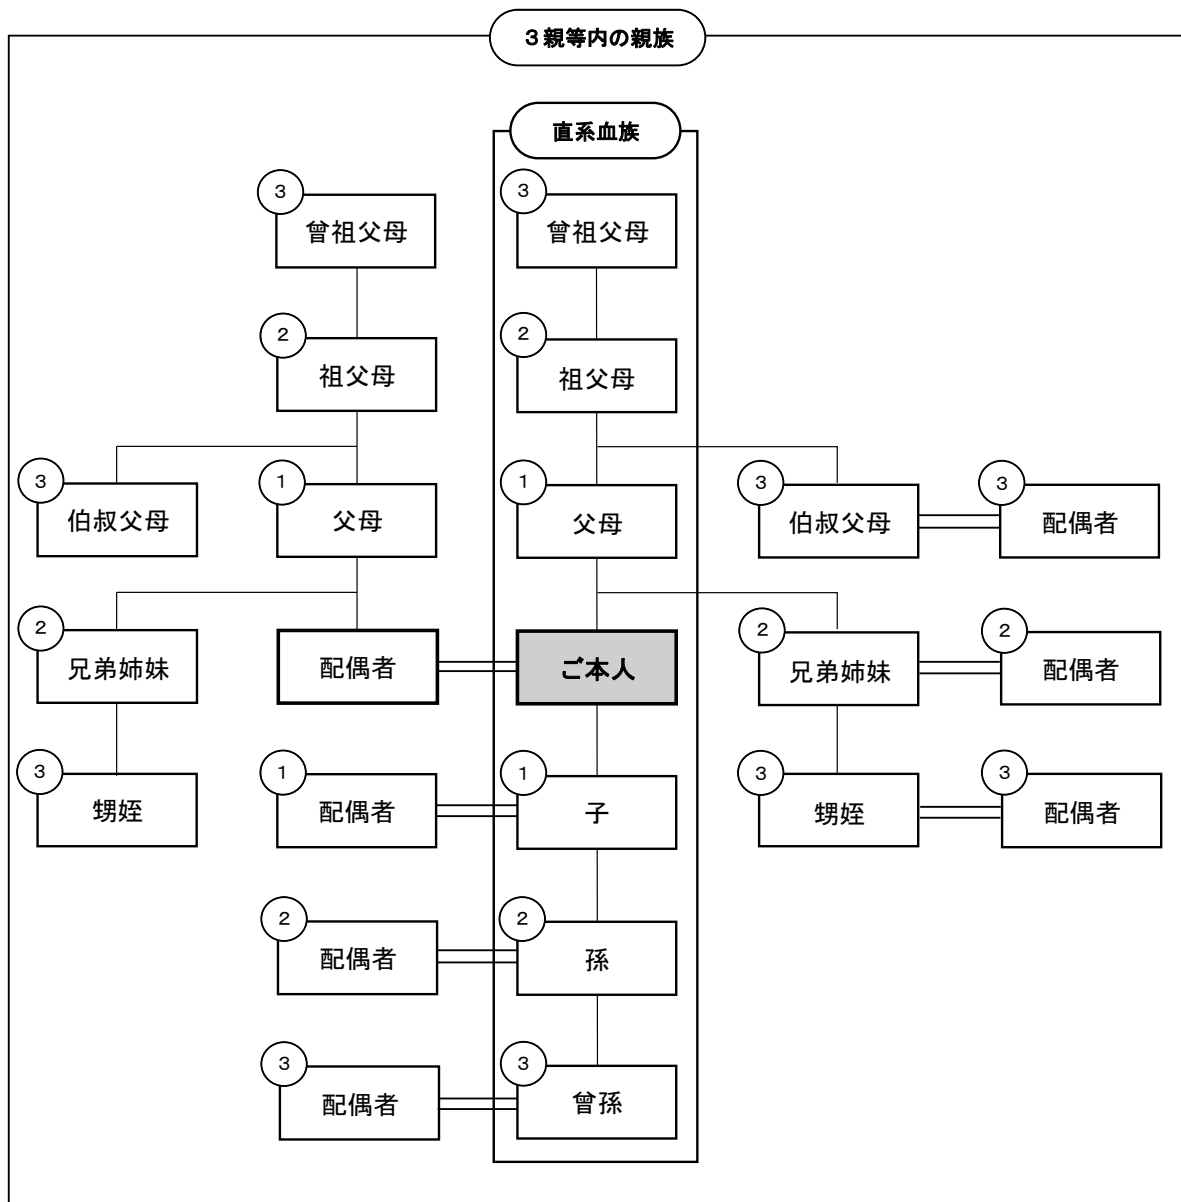 3親等内の親族
直系血族
3
曾祖父母
3
曾祖父母
2
祖父母
2
祖父母
3
伯叔父母
1
父母
1
父母
3
伯叔父母
3
配偶者
2
兄弟姉妹
配偶者
ご本人
2
兄弟姉妹
2
配偶者
3
甥姪
1
配偶者
1
子
3
甥姪
3
配偶者
2
配偶者
2
孫
3
配偶者
3
曾孫